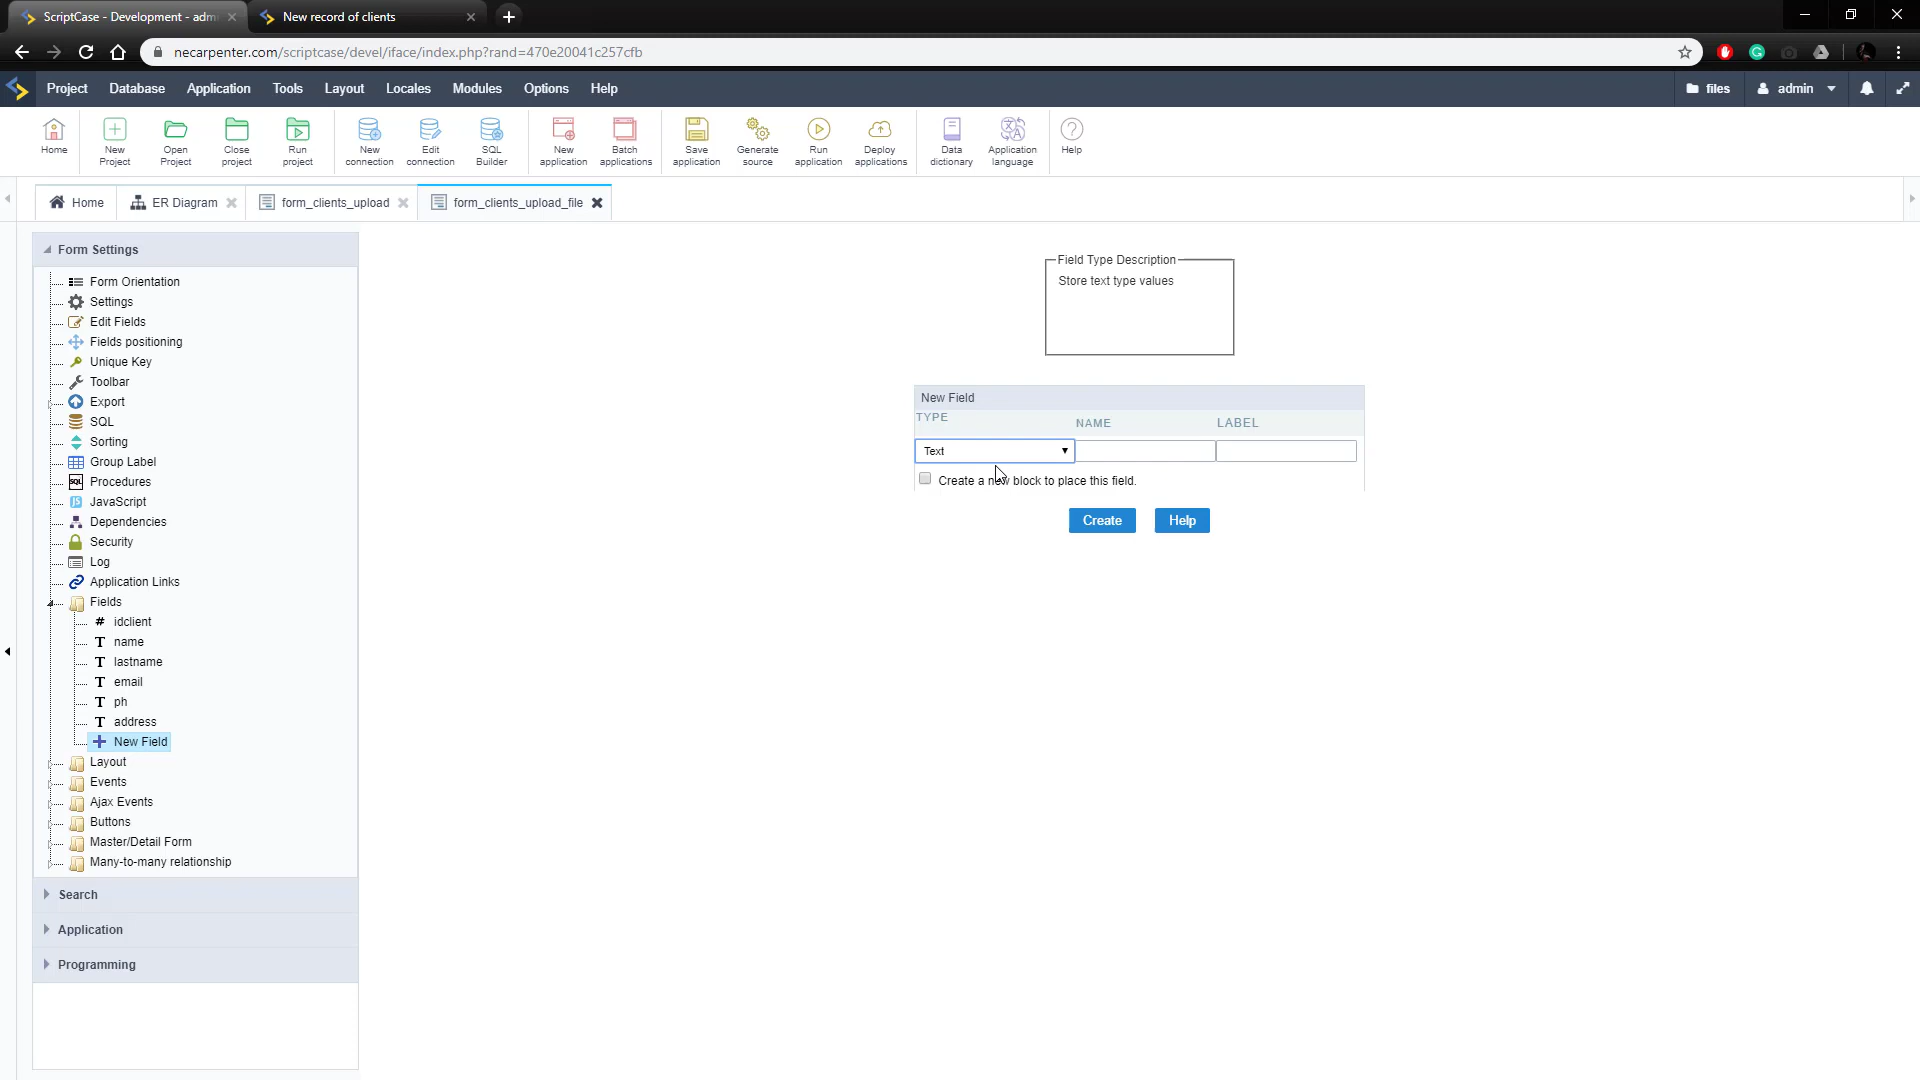 ScriptCase - Development - adm
New record of clients
necarpenter.com/scriptcase/devel/iface/index.php?rand=470e20041c257cfb
Project Database Application Tools Layout Locales Modules Options Help
files admin
Home
New Project
Open Project
Close project
Run project
New connection
Edit connection
SQL Builder
New application
Batch applications
Save application
Generate source
Run application
Deploy applications
Data dictionary
Application language
Help
Home ER Diagram form_clients_upload form_clients_upload_file
Form Settings
Form Orientation
Settings
Edit Fields
Fields positioning
Unique Key
Toolbar
Export
SQL
Sorting
Group Label
Procedures
JavaScript
Dependencies
Security
Log
Application Links
Fields
idclient
name
lastname
email
ph
address
New Field
Layout
Events
Ajax Events
Buttons
Master/Detail Form
Many-to-many relationship
Search
Application
Programming
Field Type Description
Store text type values
New Field
TYPE NAME LABEL
Text
Create a new block to place this field.
Create Help